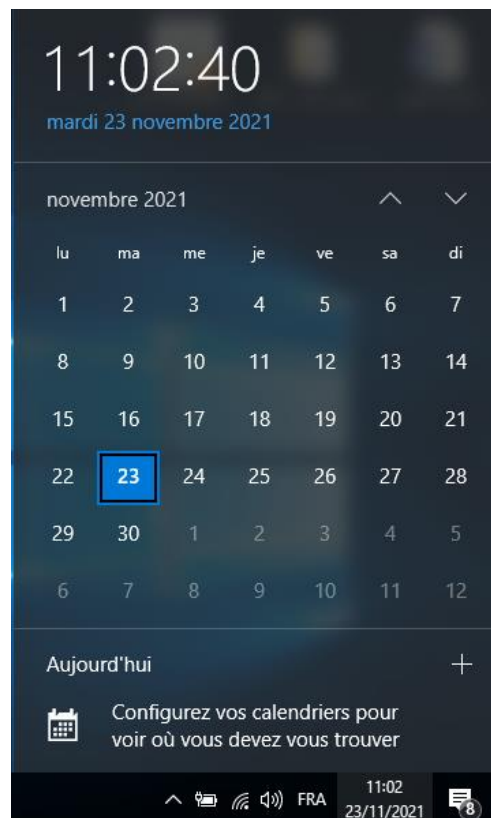 11:02:40
mardi 23 novembre 2021
novembre 2021
lu ma me je ve sa di
1 2 3 4 5 6 7
8 9 10 11 12 13 14
15 16 17 18 19 20 21
22 23 24 25 26 27 28
29 30 1 2 3 4 5
6 7 8 9 10 11 12
Aujourd'hui
Configurez vos calendriers pour
voir où vous devez vous trouver
FRA 11:02
23/11/2021 8